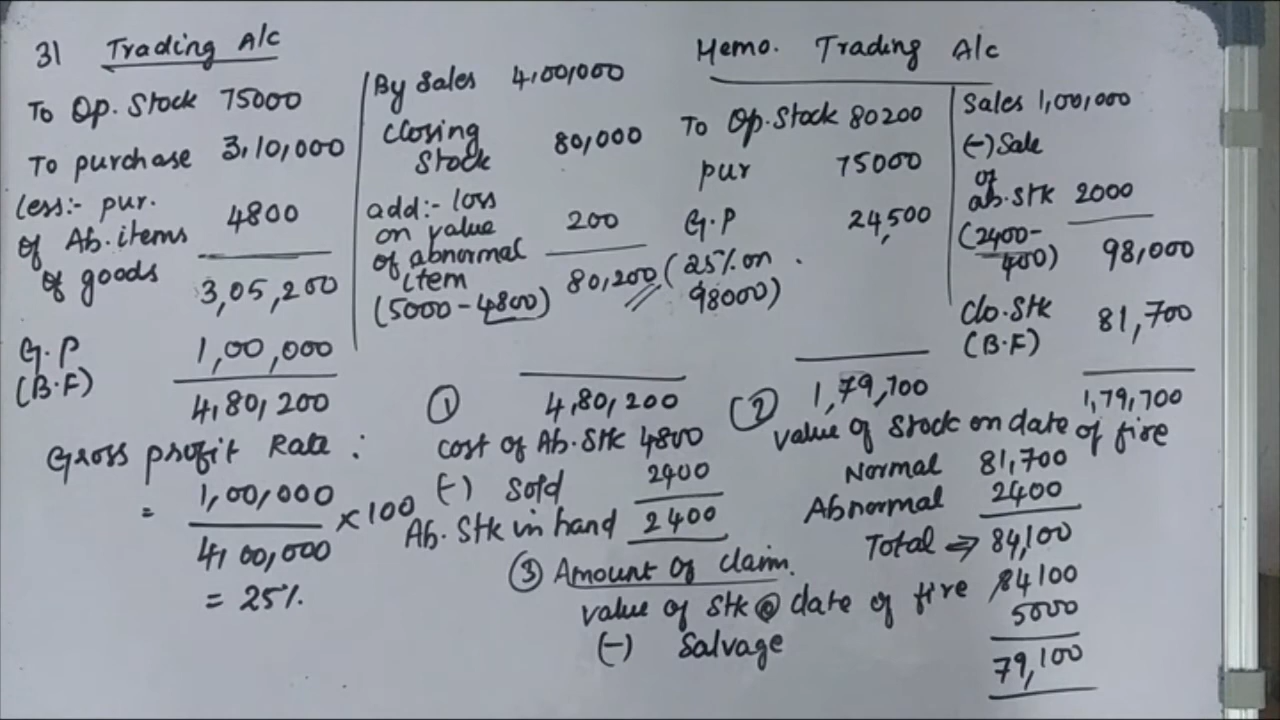 31 Trading A/c
To Op. Stock 75000
To purchase 3,10,000
less:- pur. of Ab. items of goods 4800
3,05,200
G.P (B.F) 1,00,000
4,80,200
By Sales 4,00,000
closing stock 80,000
add:- loss on value of abnormal item (5000-4800) 200
80,200
① 4,80,200
Memo. Trading A/c
To Op. Stock 80200
pur 75000
G.P 24,500
(25% on 98000)
② 1,79,700
Sales 1,00,000
(-) Sale of ab. stk 2000
(2400-400) 98,000
Clo. Stk (B.F) 81,700
1,79,700
Gross profit Rate :
= 1,00,000
4,00,000
× 100
= 25%
cost of Ab. Stk 4800
(-) Sold 2400
Ab. Stk in hand 2400
value of Stock on date of fire
Normal 81,700
Abnormal 2400
Total ⇒ 84,100
③ Amount of claim.
value of Stk @ date of fire 84100
(-) Salvage 5000
79,100